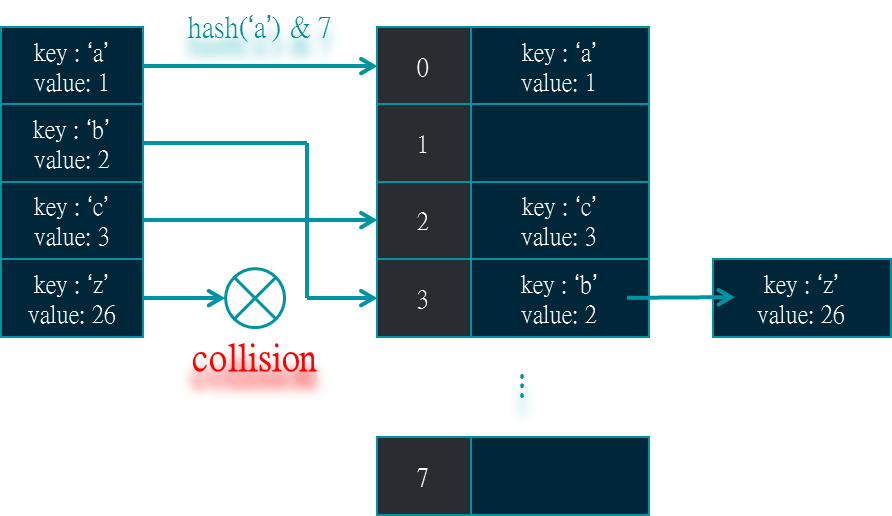 hash(‘a’) & 7
key : ‘a’
value: 1
key : ‘b’
value: 2
key : ‘c’
value: 3
key : ‘z’
value: 26
collision
0
key : ‘a’
value: 1
1
2
key : ‘c’
value: 3
3
key : ‘b’
value: 2
key : ‘z’
value: 26
⋮
7